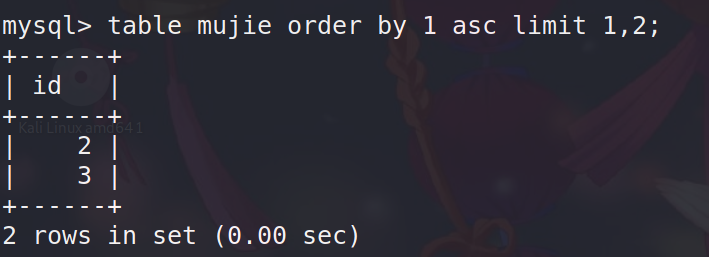 mysql> table mujie order by 1 asc limit 1,2;
+------+
| id   |
+------+
Kali Linux amd64 1
|    2 |
|    3 |
+------+
2 rows in set (0.00 sec)